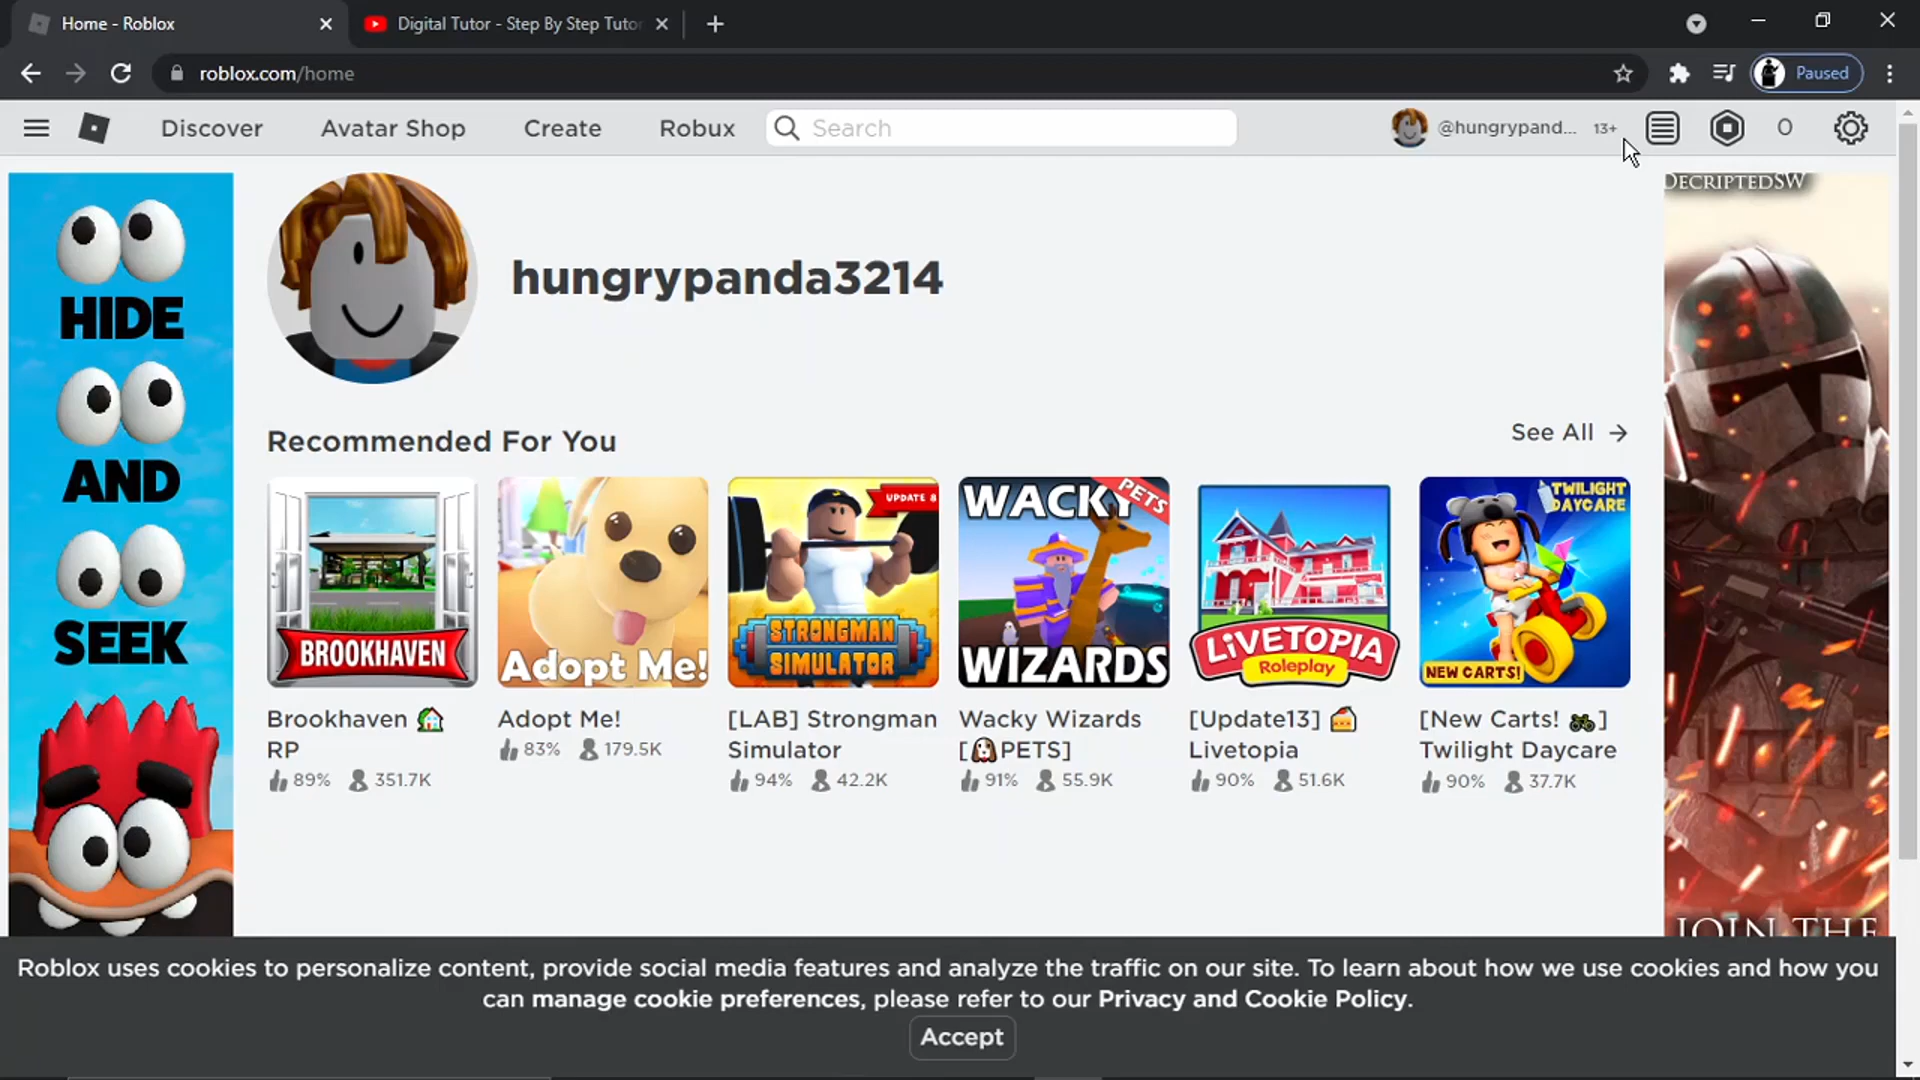 Home - Roblox
Digital Tutor - Step By Step Tuto
roblox.com/home
Paused
Discover
Avatar Shop
Create
Robux
Search
@hungrypand... 13+
0
HIDE
AND
SEEK
hungrypanda3214
DECRIPTEDSW
Recommended For You
See All
BROOKHAVEN
Adopt Me!
UPDATE 8
STRONGMAN
SIMULATOR
WACKY
PETS
WIZARDS
LIVETOPIA
Roleplay
TWILIGHT
DAYCARE
NEW CARTS!
Brookhaven 🏡
RP
89% 351.7K
Adopt Me!
83% 179.5K
[LAB] Strongman
Simulator
94% 42.2K
Wacky Wizards
[🐶PETS]
91% 55.9K
[Update13] 🍰
Livetopia
90% 51.6K
[New Carts! 🏍️]
Twilight Daycare
90% 37.7K
JOIN THE
Roblox uses cookies to personalize content, provide social media features and analyze the traffic on our site. To learn about how we use cookies and how you
can manage cookie preferences, please refer to our Privacy and Cookie Policy.
Accept